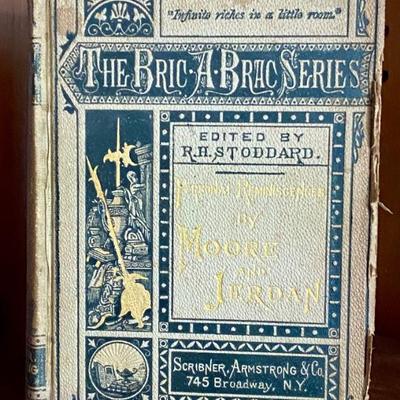 "Infinite riches in a little room."
THE BRIC·A·BRAC SERIES
EDITED BY
R.H. STODDARD.
PERSONAL REMINISCENCES
BY
MOORE
AND
JERDAN
SCRIBNER, ARMSTRONG & CO.
745 BROADWAY, N.Y.